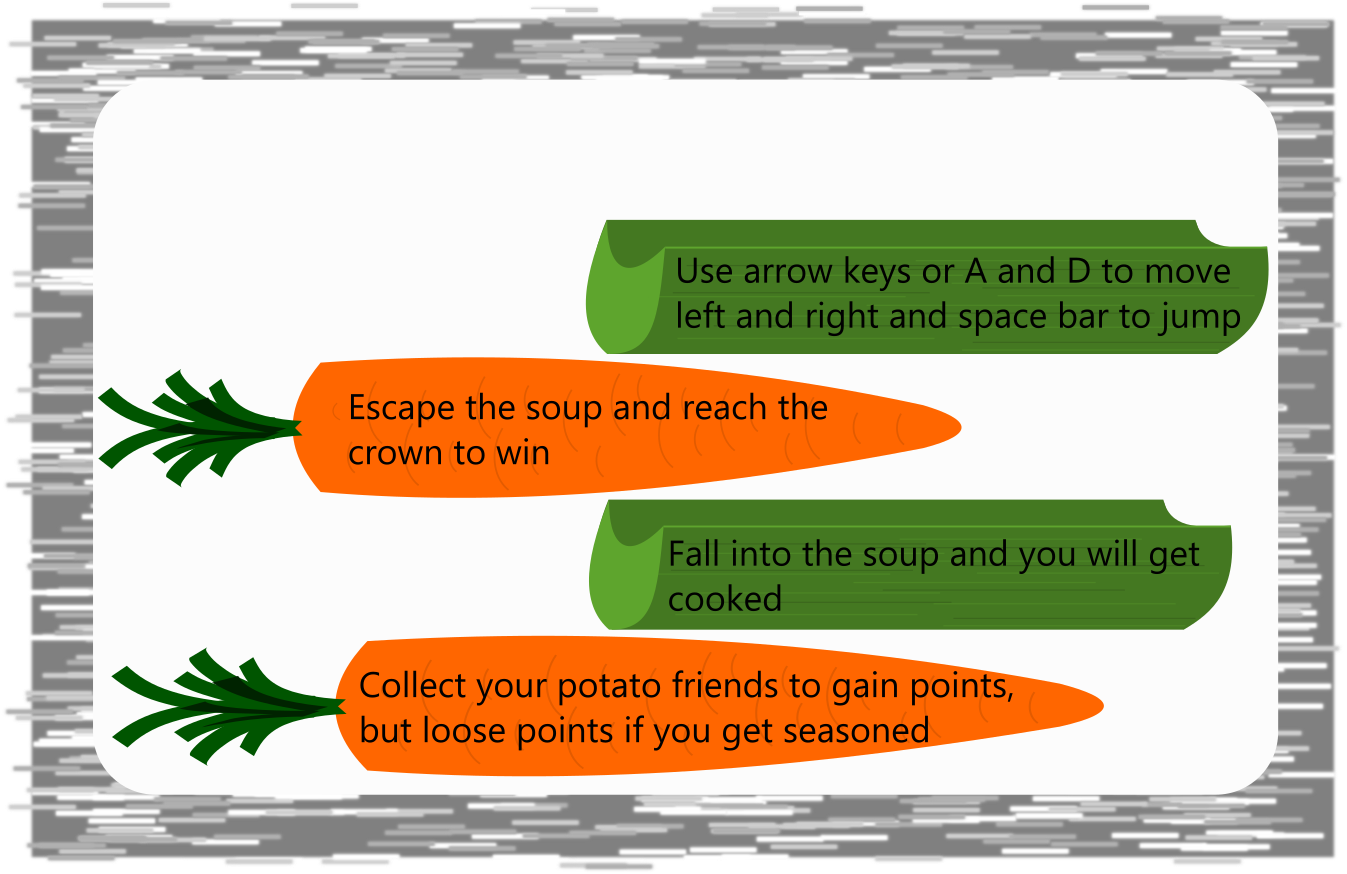 Use arrow keys or A and D to move
left and right and space bar to jump
Escape the soup and reach the
crown to win
Fall into the soup and you will get
cooked
Collect your potato friends to gain points,
but loose points if you get seasoned